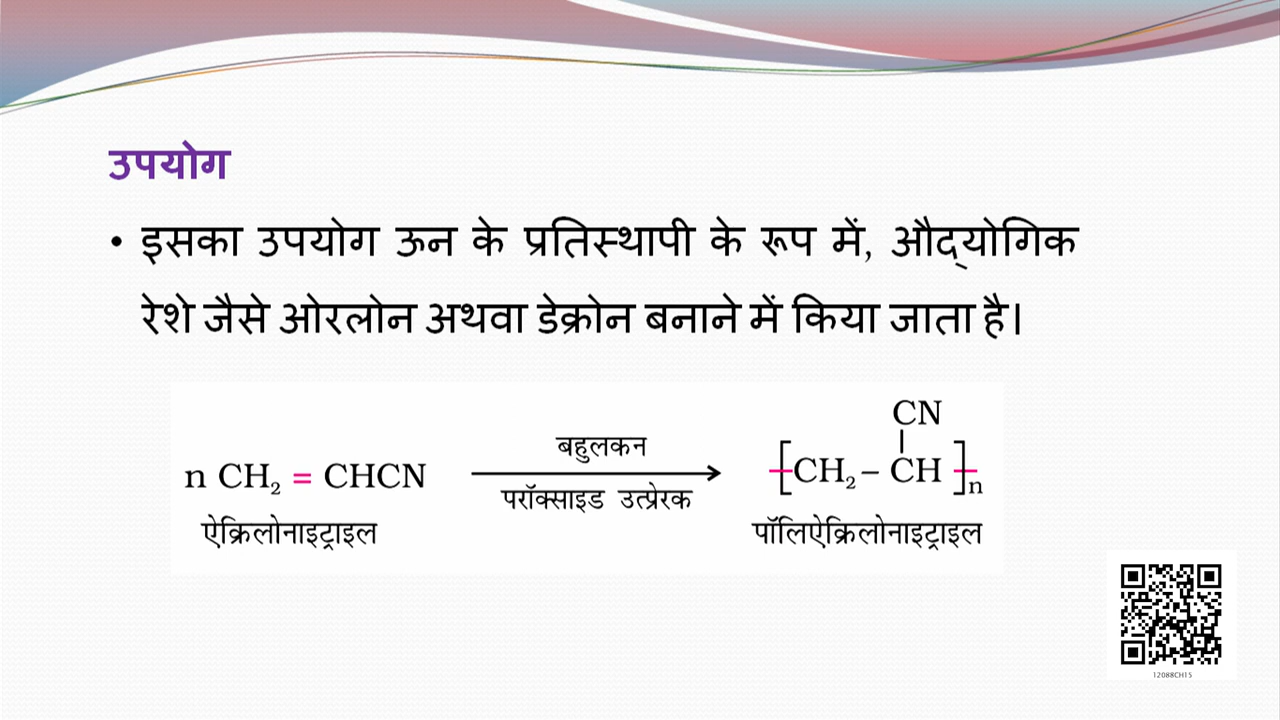 उपयोग
• इसका उपयोग ऊन के प्रतिस्थापी के रूप में, औद्योगिक
रेशे जैसे ओरलोन अथवा डेक्रोन बनाने में किया जाता है।
CN
बहुलकन
n CH₂ = CHCN
[CH₂ – CH]n
परॉक्साइड उत्प्रेरक
ऐक्रिलोनाइट्राइल
पॉलिऐक्रिलोनाइट्राइल
12088CH15